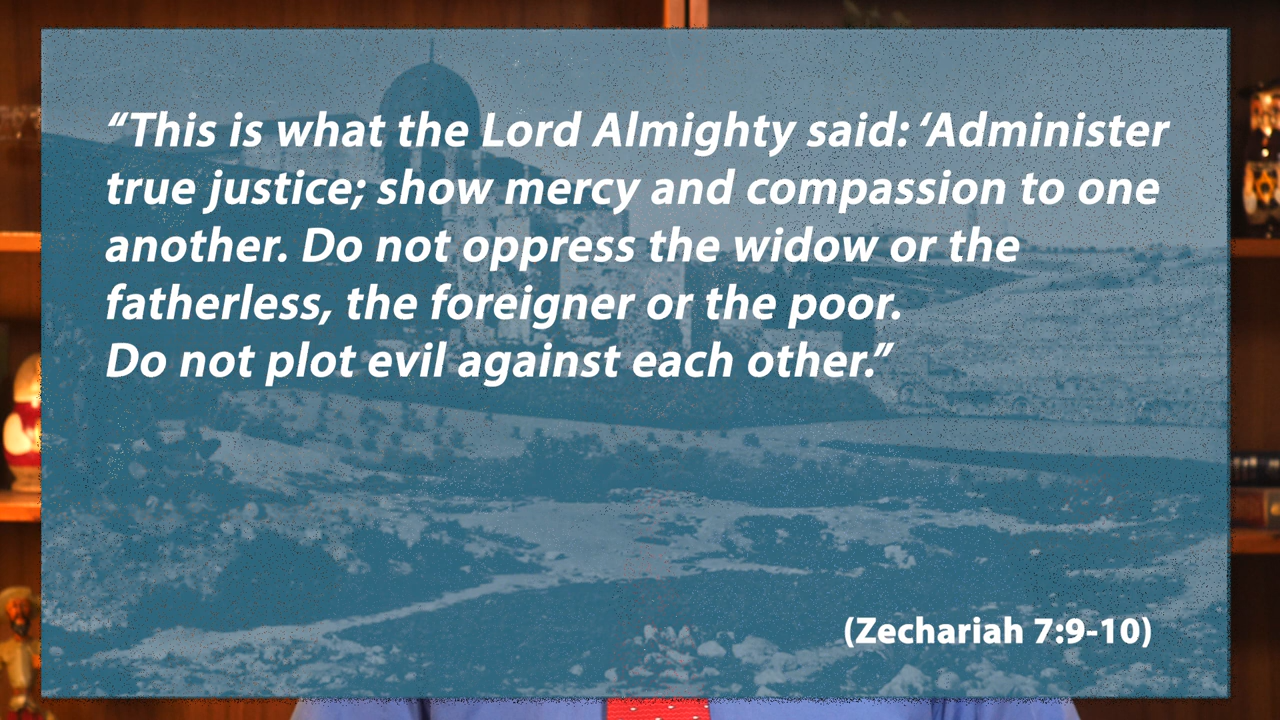 “This is what the Lord Almighty said: ‘Administer
true justice; show mercy and compassion to one
another. Do not oppress the widow or the
fatherless, the foreigner or the poor.
Do not plot evil against each other.”
(Zechariah 7:9-10)